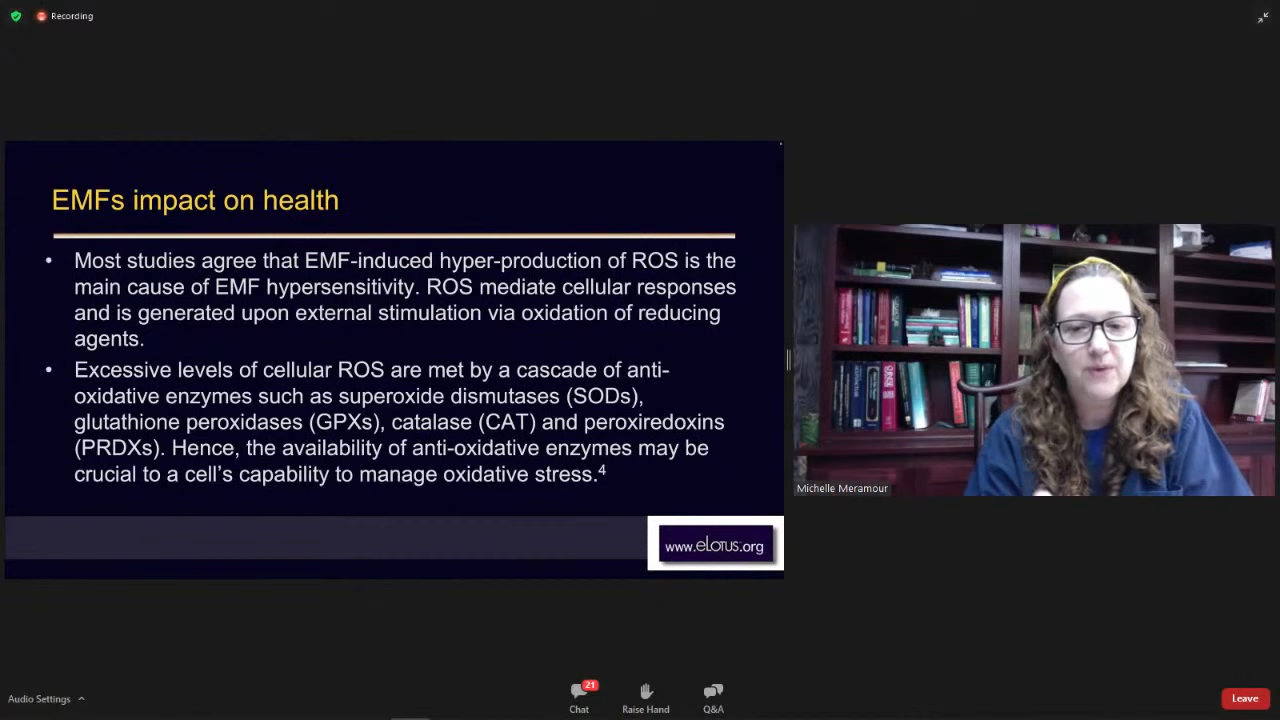 Recording
EMFs impact on health
• Most studies agree that EMF-induced hyper-production of ROS is the
main cause of EMF hypersensitivity. ROS mediate cellular responses
and is generated upon external stimulation via oxidation of reducing
agents.
• Excessive levels of cellular ROS are met by a cascade of anti-
oxidative enzymes such as superoxide dismutases (SODs),
glutathione peroxidases (GPXs), catalase (CAT) and peroxiredoxins
(PRDXs). Hence, the availability of anti-oxidative enzymes may be
crucial to a cell's capability to manage oxidative stress.4
www.eLotus.org
Michelle Meramour
Audio Settings
21
Chat
Raise Hand
Q&A
Leave